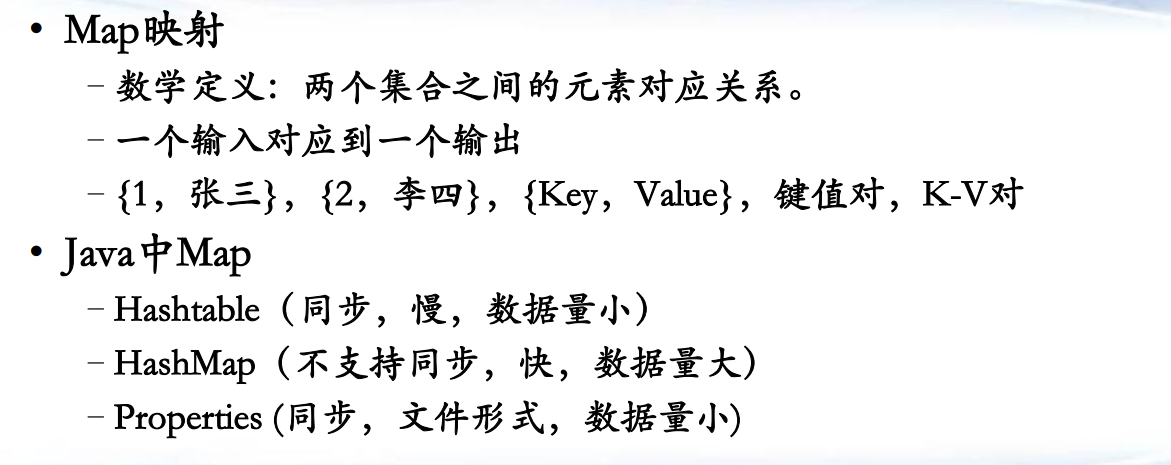 • Map映射
– 数学定义：两个集合之间的元素对应关系。
– 一个输入对应到一个输出
– {1，张三}，{2，李四}，{Key，Value}，键值对，K-V对
• Java中Map
– Hashtable（同步，慢，数据量小）
– HashMap（不支持同步，快，数据量大）
– Properties (同步，文件形式，数据量小)